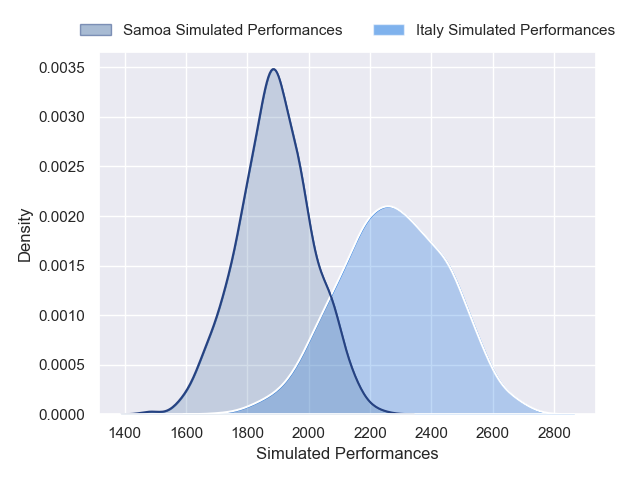 Samoa Simulated Performances Italy Simulated Performances
0.0035
0.0030
0.0025
0.0020
0.0015
0.0010
0.0005
0.0000
Density
1400 1600 1800 2000 2200 2400 2600 2800
Simulated Performances